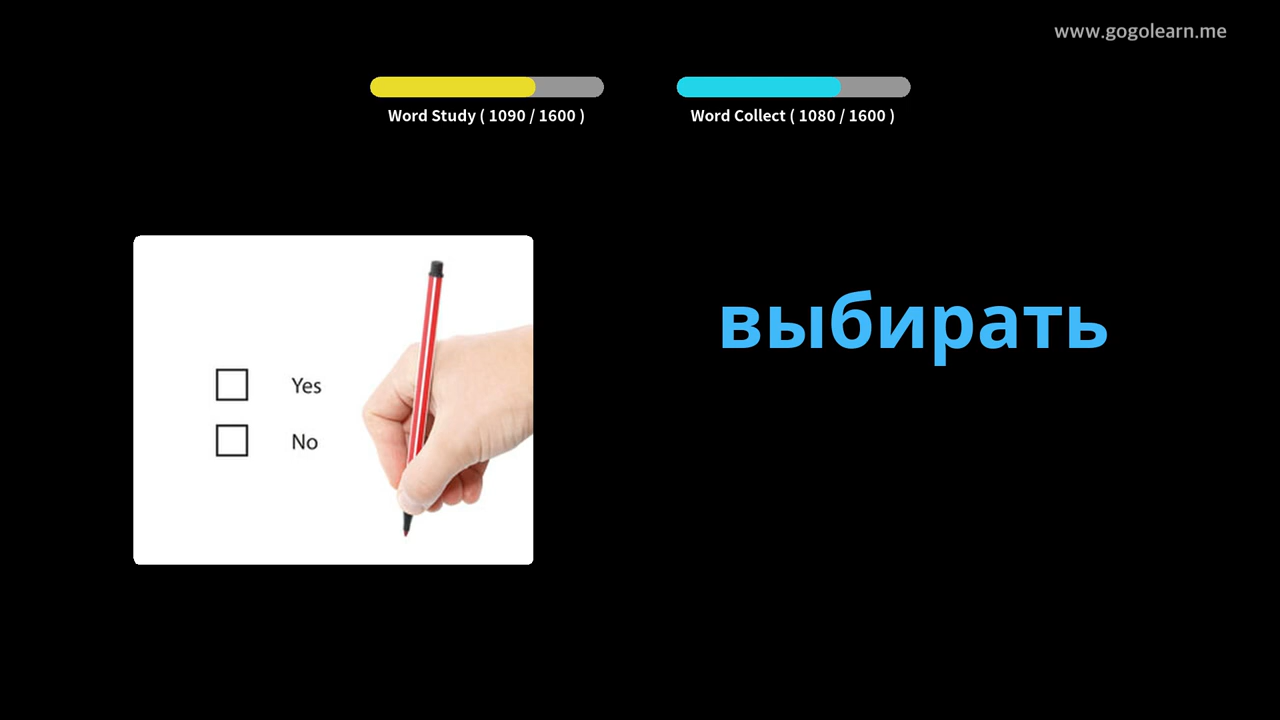 www.gogolearn.me
Word Study ( 1090 / 1600 )
Word Collect ( 1080 / 1600 )
выбирать
Yes
No